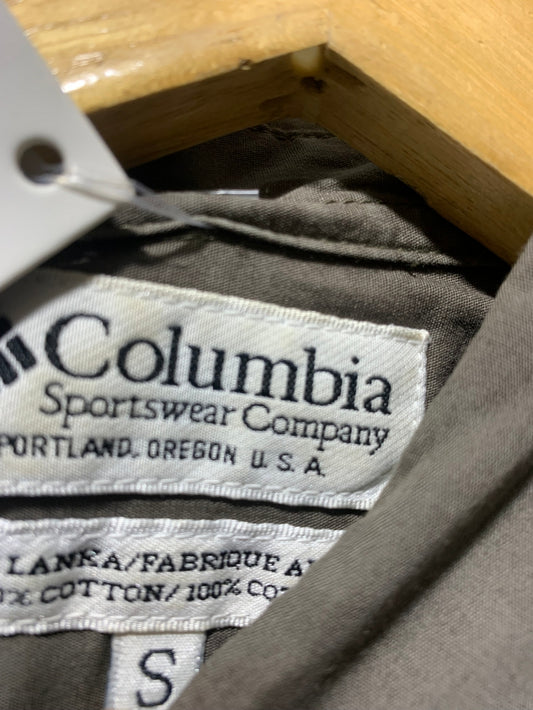 Columbia
Sportswear Company
PORTLAND, OREGON U.S.A.
LANKA/FABRIQUE A
% COTTON/100% CO
S